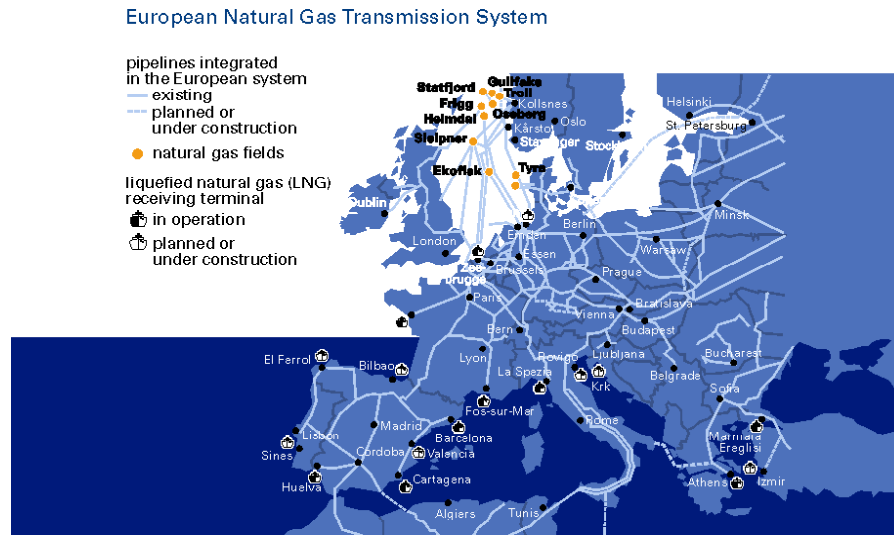 European Natural Gas Transmission System
pipelines integrated
in the European system
existing
planned or
under construction
natural gas fields
liquefied natural gas (LNG)
receiving terminal
in operation
planned or
under construction
Statfjord
Gullfaks
Troll
Frigg
Kollsnes
Heimdal
Oseberg
Kårstø
Oslo
Helsinki
St. Petersburg
Sleipner
Stavanger
Ekofisk
Tyra
Dublin
Minsk
London
Emden
Berlin
Warsaw
Essen
Zee-
brugge
Brussels
Prague
Paris
Vienna
Bratislava
Budapest
Bern
El Ferrol
Bilbao
Lyon
La Spezia
Rovigo
Ljubljana
Krk
Belgrade
Bucharest
Sofia
Fos-sur-Mer
Rome
Madrid
Barcelona
Lisbon
Sines
Cordoba
Valencia
Marmara
Ereglisi
Huelva
Cartagena
Athens
Izmir
Algiers
Tunis